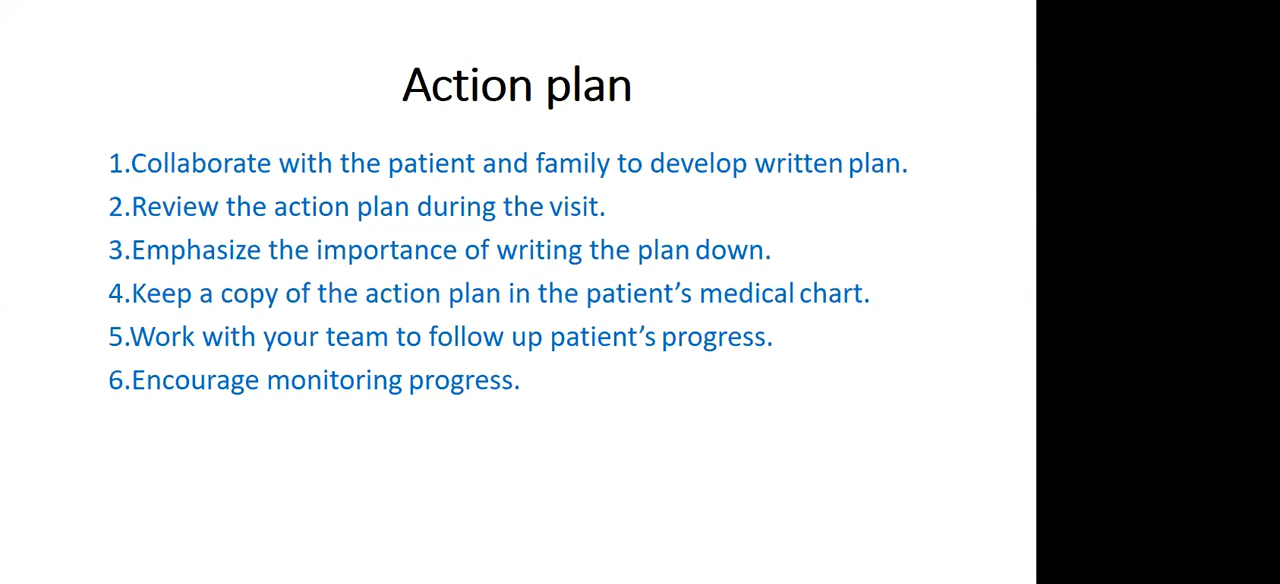 Action plan
1.Collaborate with the patient and family to develop written plan.
2.Review the action plan during the visit.
3.Emphasize the importance of writing the plan down.
4.Keep a copy of the action plan in the patient’s medical chart.
5.Work with your team to follow up patient’s progress.
6.Encourage monitoring progress.